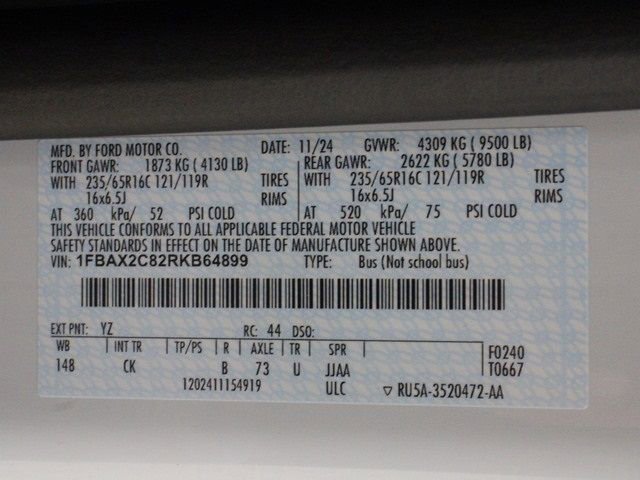 MFD. BY FORD MOTOR CO. DATE: 11/24 GVWR: 4309 KG ( 9500 LB)
FRONT GAWR: 1873 KG ( 4130 LB) REAR GAWR: 2622 KG ( 5780 LB)
WITH 235/65R16C 121/119R TIRES WITH 235/65R16C 121/119R TIRES
16x6.5J RIMS 16x6.5J RIMS
AT 360 kPa/ 52 PSI COLD AT 520 kPa/ 75 PSI COLD
THIS VEHICLE CONFORMS TO ALL APPLICABLE FEDERAL MOTOR VEHICLE
SAFETY STANDARDS IN EFFECT ON THE DATE OF MANUFACTURE SHOWN ABOVE.
VIN: 1FBAX2C82RKB64899 TYPE: Bus (Not school bus)
EXT PNT: YZ RC: 44 DSO:
WB INT TR TP/PS R AXLE TR SPR F0240
148 CK B 73 U JJAA T0667
1202411154919 ULC ▽ RU5A-3520472-AA